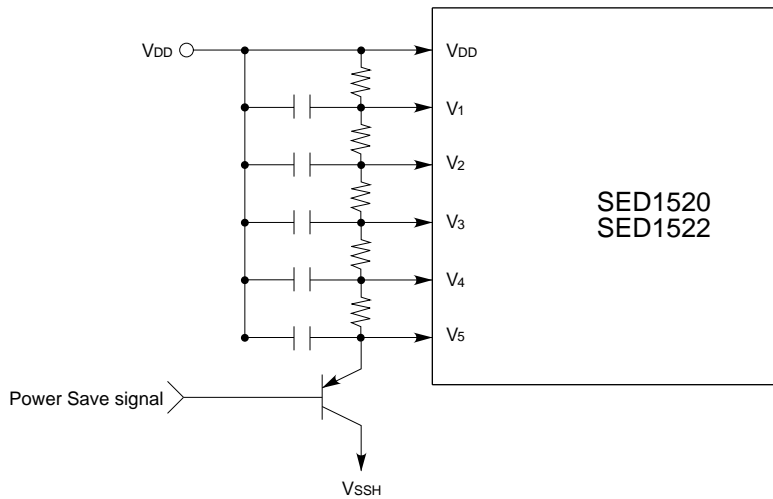 VDD
VDD
V1
V2
V3
V4
V5
SED1520
SED1522
Power Save signal
VSSH